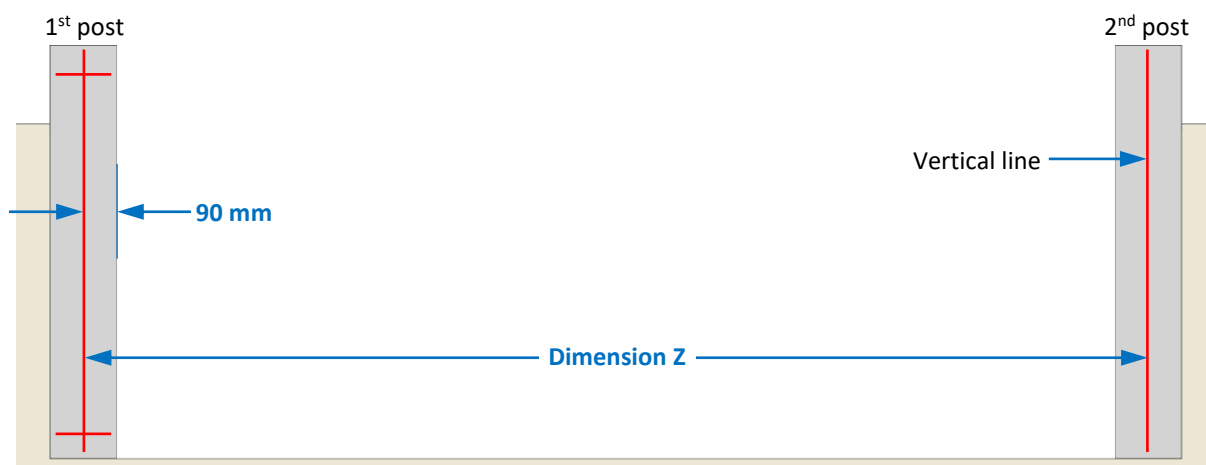 1st post
2nd post
Vertical line
90 mm
Dimension Z